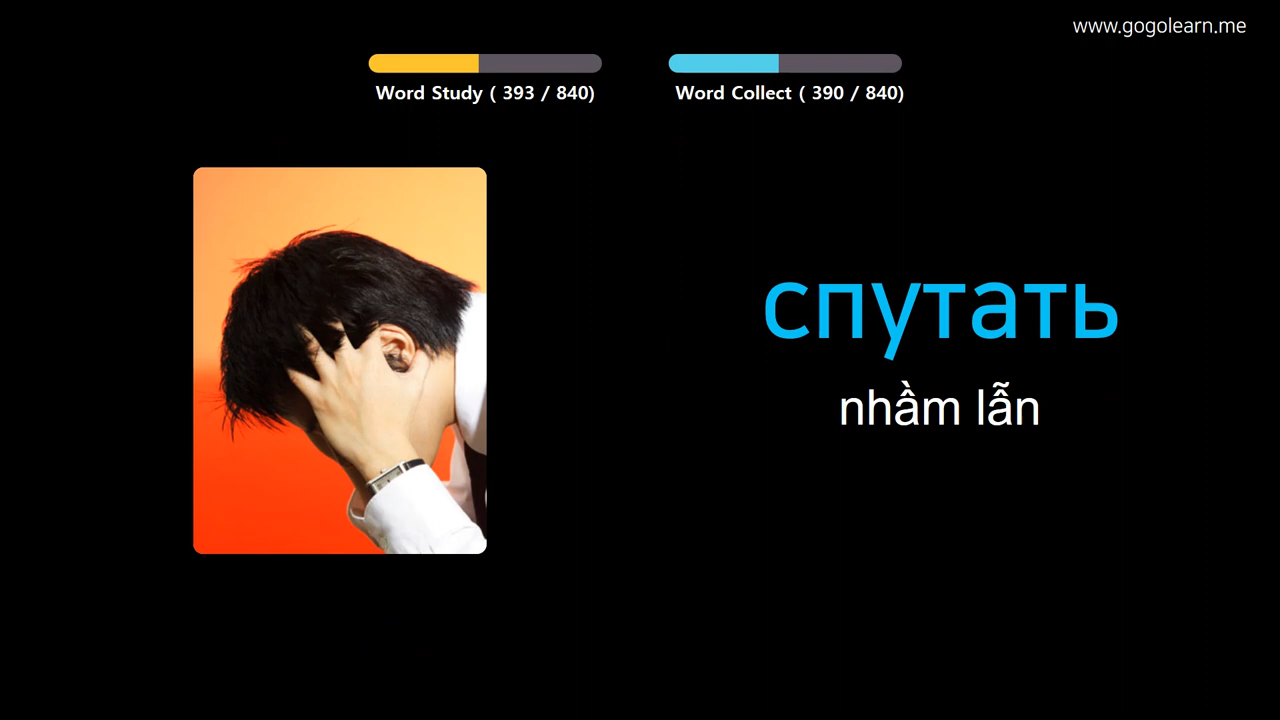 www.gogolearn.me
Word Study ( 393 / 840)
Word Collect ( 390 / 840)
спутать
nhầm lẫn